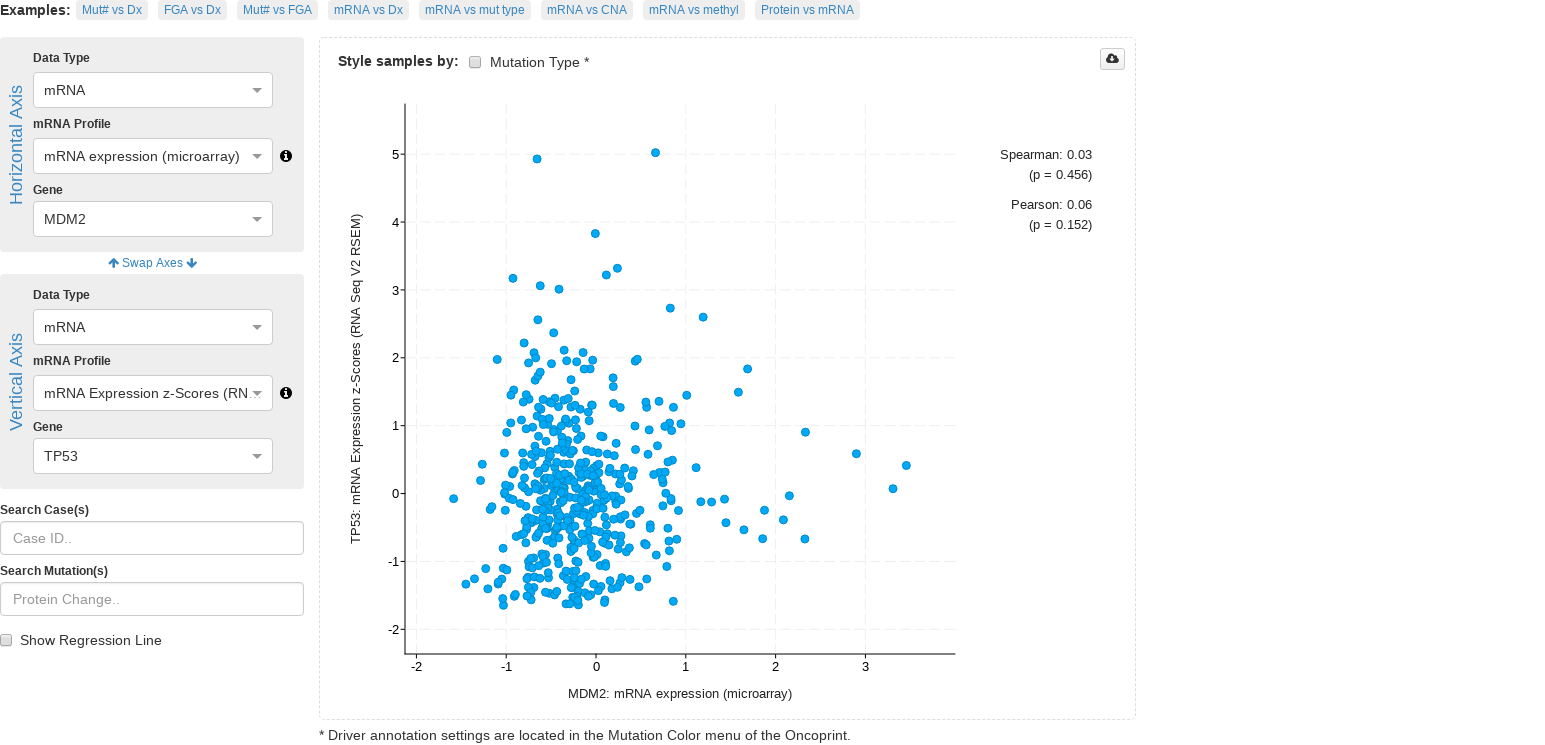 Examples: Mut# vs Dx FGA vs Dx Mut# vs FGA mRNA vs Dx mRNA vs mut type mRNA vs CNA mRNA vs methyl Protein vs mRNA
Horizontal Axis
Data Type
mRNA
mRNA Profile
mRNA expression (microarray)
Gene
MDM2
Swap Axes
Vertical Axis
Data Type
mRNA
mRNA Profile
mRNA Expression z-Scores (RN...
Gene
TP53
Search Case(s)
Case ID..
Search Mutation(s)
Protein Change..
Show Regression Line
Style samples by: Mutation Type *
TP53: mRNA Expression z-Scores (RNA Seq V2 RSEM)
5
4
3
2
1
0
-1
-2
-2 -1 0 1 2 3
MDM2: mRNA expression (microarray)
Spearman: 0.03
(p = 0.456)
Pearson: 0.06
(p = 0.152)
* Driver annotation settings are located in the Mutation Color menu of the Oncoprint.